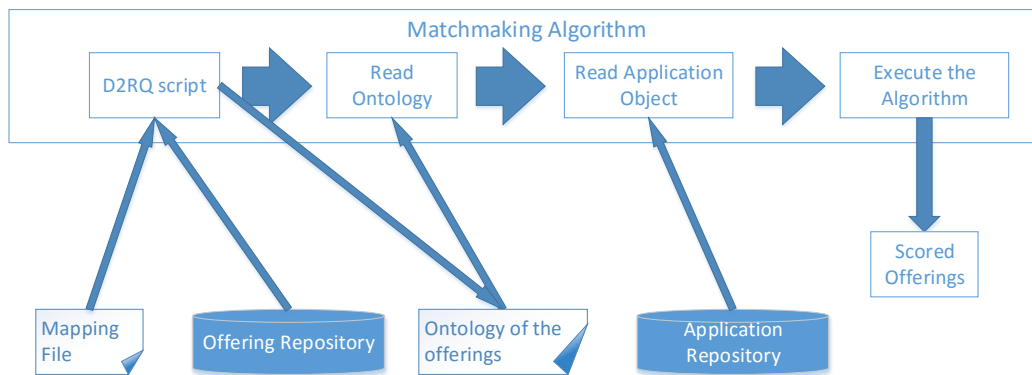 Matchmaking Algorithm
D2RQ script
Read
Ontology
Read Application
Object
Execute the
Algorithm
Scored
Offerings
Mapping
File
Offering Repository
Ontology of the
offerings
Application
Repository